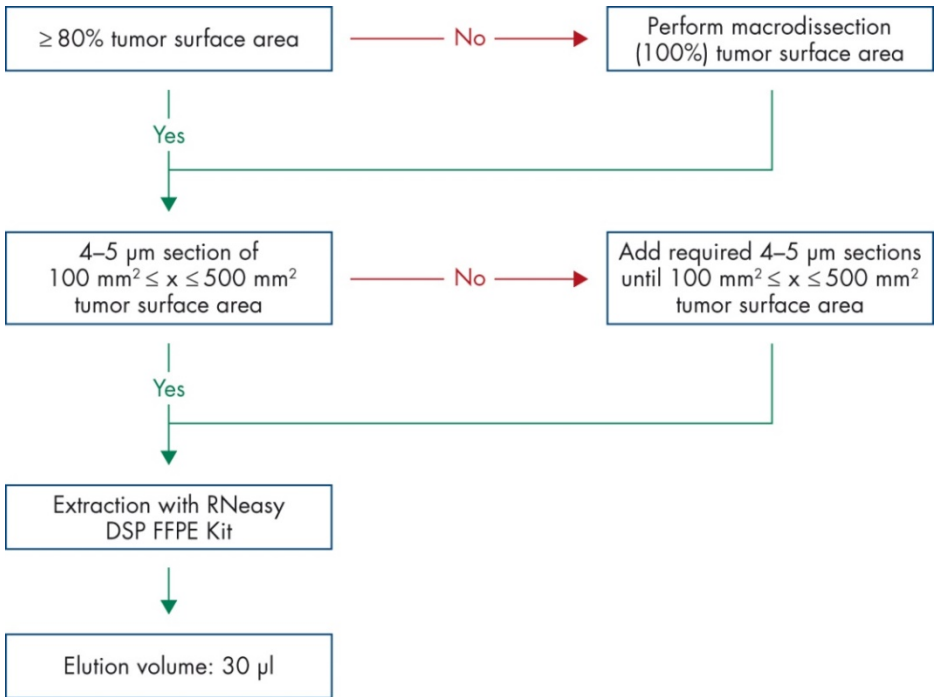 ≥ 80% tumor surface area
No
Perform macrodissection
(100%) tumor surface area
Yes
4–5 µm section of
100 mm² ≤ x ≤ 500 mm²
tumor surface area
No
Add required 4–5 µm sections
until 100 mm² ≤ x ≤ 500 mm²
tumor surface area
Yes
Extraction with RNeasy
DSP FFPE Kit
Elution volume: 30 µl